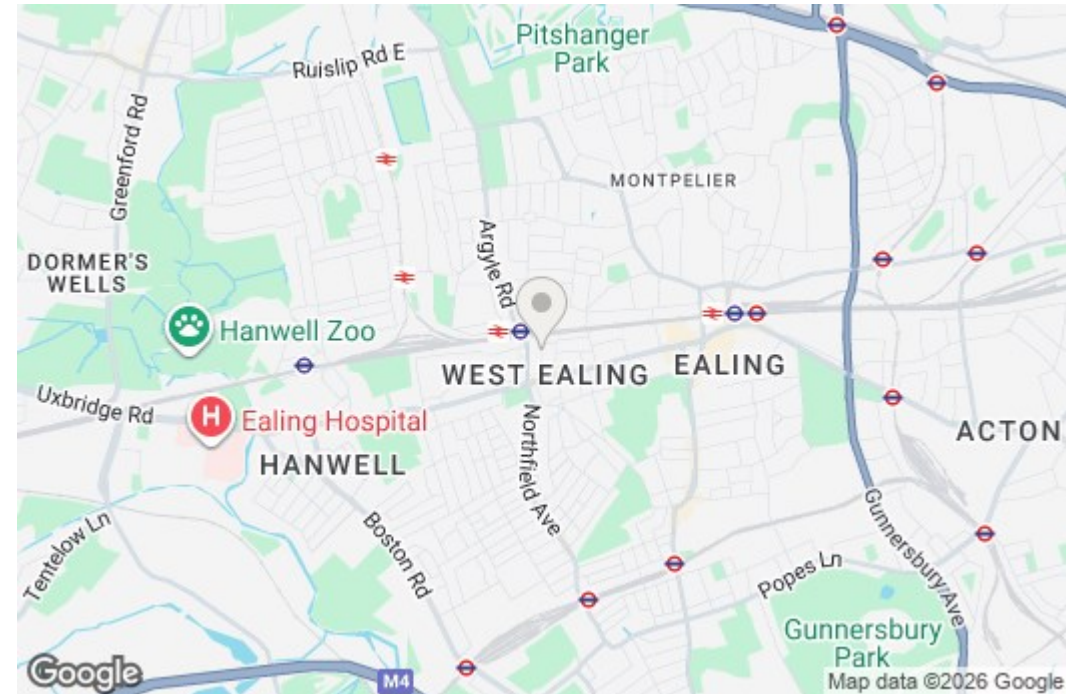 Pitshanger
Park
Ruislip Rd E
Greenford Rd
MONTPELIER
Argyle Rd
DORMER'S
WELLS
Hanwell Zoo
WEST EALING
EALING
Uxbridge Rd
H
Ealing Hospital
HANWELL
Northfield Ave
ACTON
Gunnersbury Ave
Boston Rd
Tentelow Ln
Popes Ln
Gunnersbury
Park
M4
Google
Map data ©2026 Google